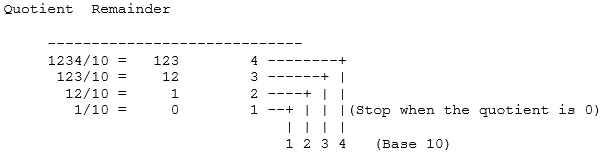 Quotient  Remainder
-----------------------------
1234/10 =   123        4 --------+
123/10 =    12        3 ------+ |
12/10 =     1        2 ----+ | |
1/10 =     0        1 --+ | | |(Stop when the quotient is 0)
| | | |
1 2 3 4   (Base 10)